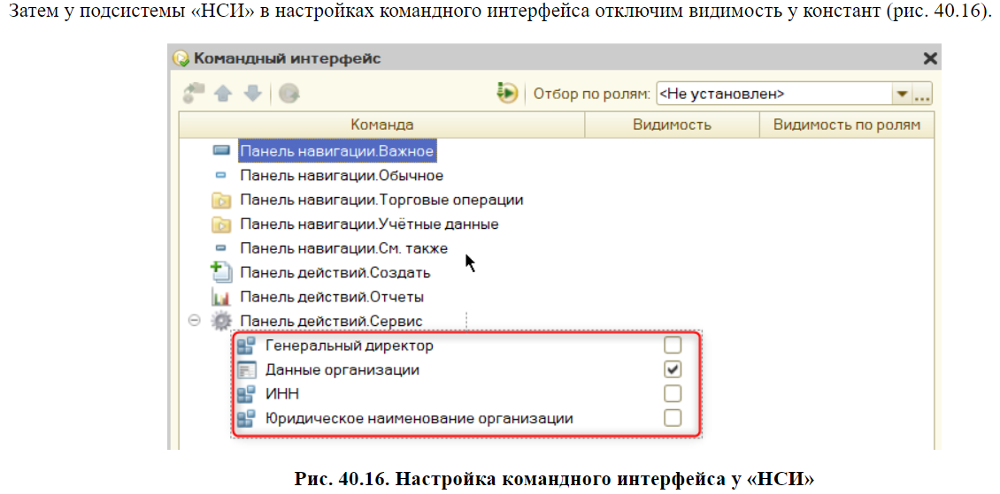 Затем у подсистемы «НСИ» в настройках командного интерфейса отключим видимость у констант (рис. 40.16).
Командный интерфейс
Отбор по ролям: <Не установлен>
Команда Видимость Видимость по ролям
Панель навигации.Важное
Панель навигации.Обычное
Панель навигации.Торговые операции
Панель навигации.Учётные данные
Панель навигации.См. также
Панель действий.Создать
Панель действий.Отчеты
Панель действий.Сервис
Генеральный директор
Данные организации
ИНН
Юридическое наименование организации
Рис. 40.16. Настройка командного интерфейса у «НСИ»